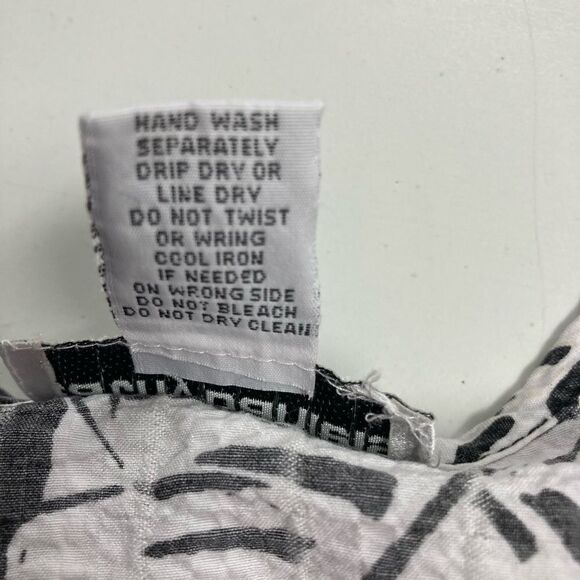 HAND WASH
SEPARATELY
DRIP DRY OR
LINE DRY
DO NOT TWIST
OR WRING
COOL IRON
IF NEEDED
ON WRONG SIDE
DO NOT BLEACH
DO NOT DRY CLEAN